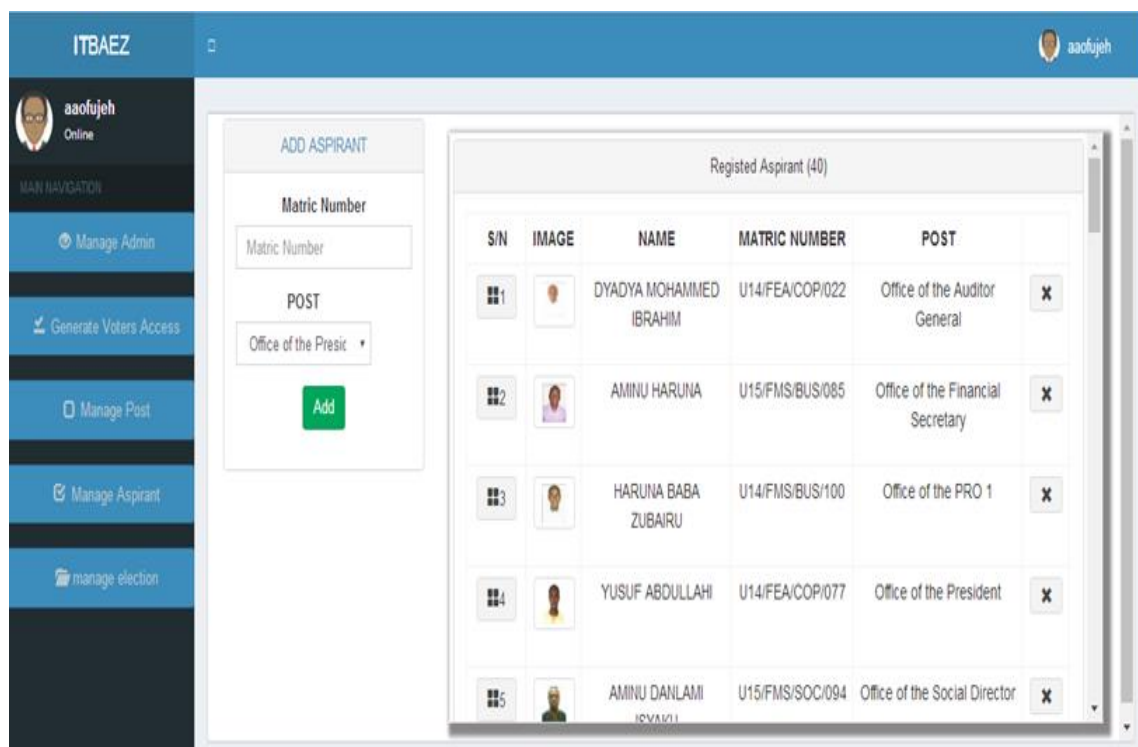 ITBAEZ
aaofujeh
aaofujeh
Online
MAIN NAVIGATION
Manage Admin
Generate Voters Access
Manage Post
Manage Aspirant
manage election
ADD ASPIRANT
Matric Number
Matric Number
POST
Office of the Presic
Add
Registed Aspirant (40)
S/N IMAGE NAME MATRIC NUMBER POST
1 DYADYA MOHAMMED IBRAHIM U14/FEA/COP/022 Office of the Auditor General
2 AMINU HARUNA U15/FMS/BUS/085 Office of the Financial Secretary
3 HARUNA BABA ZUBAIRU U14/FMS/BUS/100 Office of the PRO 1
4 YUSUF ABDULLAHI U14/FEA/COP/077 Office of the President
5 AMINU DANLAMI ISYAKU U15/FMS/SOC/094 Office of the Social Director